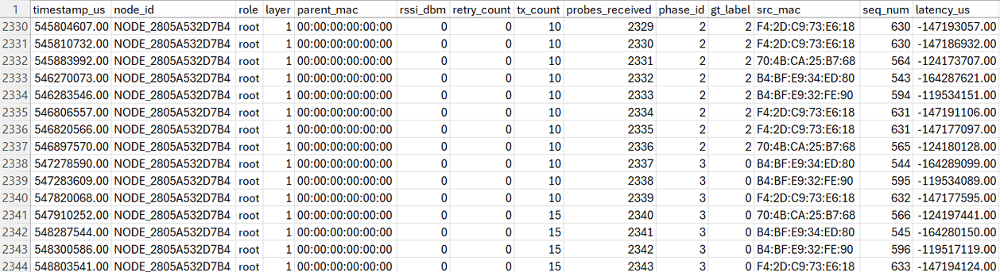 1 timestamp_us node_id role layer parent_mac rssi_dbm retry_count tx_count probes_received phase_id gt_label src_mac seq_num latency_us
2330 545804607.00 NODE_2805A532D7B4 root 1 00:00:00:00:00:00 0 0 10 2329 2 2 F4:2D:C9:73:E6:18 630 -147193057.00
2331 545810732.00 NODE_2805A532D7B4 root 1 00:00:00:00:00:00 0 0 10 2330 2 2 F4:2D:C9:73:E6:18 630 -147186932.00
2332 545883992.00 NODE_2805A532D7B4 root 1 00:00:00:00:00:00 0 0 10 2331 2 2 70:4B:CA:25:B7:68 564 -124173707.00
2333 546270073.00 NODE_2805A532D7B4 root 1 00:00:00:00:00:00 0 0 10 2332 2 2 B4:BF:E9:34:ED:80 543 -164287621.00
2334 546283546.00 NODE_2805A532D7B4 root 1 00:00:00:00:00:00 0 0 10 2333 2 2 B4:BF:E9:32:FE:90 594 -119534151.00
2335 546806557.00 NODE_2805A532D7B4 root 1 00:00:00:00:00:00 0 0 10 2334 2 2 F4:2D:C9:73:E6:18 631 -147191106.00
2336 546820566.00 NODE_2805A532D7B4 root 1 00:00:00:00:00:00 0 0 10 2335 2 2 F4:2D:C9:73:E6:18 631 -147177097.00
2337 546897570.00 NODE_2805A532D7B4 root 1 00:00:00:00:00:00 0 0 10 2336 2 2 70:4B:CA:25:B7:68 565 -124180128.00
2338 547278590.00 NODE_2805A532D7B4 root 1 00:00:00:00:00:00 0 0 10 2337 3 0 B4:BF:E9:34:ED:80 544 -164289099.00
2339 547283609.00 NODE_2805A532D7B4 root 1 00:00:00:00:00:00 0 0 10 2338 3 0 B4:BF:E9:32:FE:90 595 -119534089.00
2340 547820068.00 NODE_2805A532D7B4 root 1 00:00:00:00:00:00 0 0 10 2339 3 0 F4:2D:C9:73:E6:18 632 -147177595.00
2341 547910252.00 NODE_2805A532D7B4 root 1 00:00:00:00:00:00 0 0 15 2340 3 0 70:4B:CA:25:B7:68 566 -124197441.00
2342 548287544.00 NODE_2805A532D7B4 root 1 00:00:00:00:00:00 0 0 15 2341 3 0 B4:BF:E9:34:ED:80 545 -164280150.00
2343 548300586.00 NODE_2805A532D7B4 root 1 00:00:00:00:00:00 0 0 15 2342 3 0 B4:BF:E9:32:FE:90 596 -119517119.00
2344 548803541.00 NODE_2805A532D7B4 root 1 00:00:00:00:00:00 0 0 15 2343 3 0 F4:2D:C9:73:E6:18 633 -147194124.00